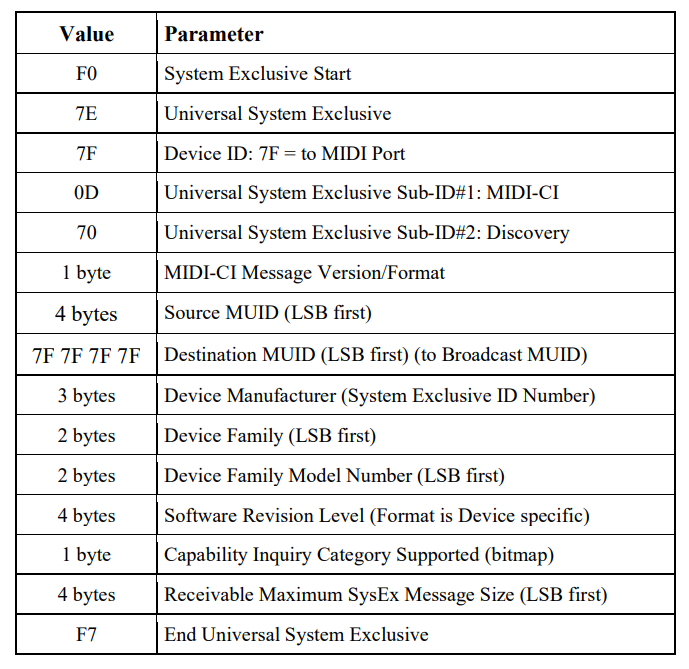 Value Parameter
F0 System Exclusive Start
7E Universal System Exclusive
7F Device ID: 7F = to MIDI Port
0D Universal System Exclusive Sub-ID#1: MIDI-CI
70 Universal System Exclusive Sub-ID#2: Discovery
1 byte MIDI-CI Message Version/Format
4 bytes Source MUID (LSB first)
7F 7F 7F 7F Destination MUID (LSB first) (to Broadcast MUID)
3 bytes Device Manufacturer (System Exclusive ID Number)
2 bytes Device Family (LSB first)
2 bytes Device Family Model Number (LSB first)
4 bytes Software Revision Level (Format is Device specific)
1 byte Capability Inquiry Category Supported (bitmap)
4 bytes Receivable Maximum SysEx Message Size (LSB first)
F7 End Universal System Exclusive